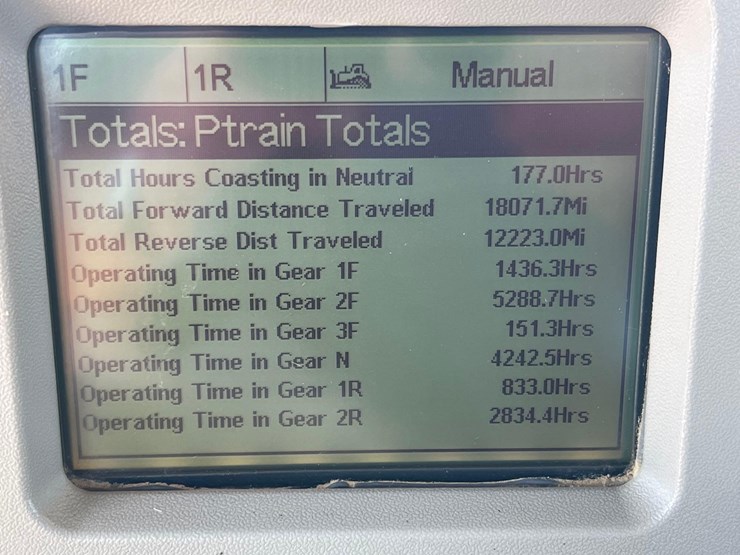 1F 1R Manual
Totals: Ptrain Totals
Total Hours Coasting in Neutral 177.0Hrs
Total Forward Distance Traveled 18071.7Mi
Total Reverse Dist Traveled 12223.0Mi
Operating Time in Gear 1F 1436.3Hrs
Operating Time in Gear 2F 5288.7Hrs
Operating Time in Gear 3F 151.3Hrs
Operating Time in Gear N 4242.5Hrs
Operating Time in Gear 1R 833.0Hrs
Operating Time in Gear 2R 2834.4Hrs